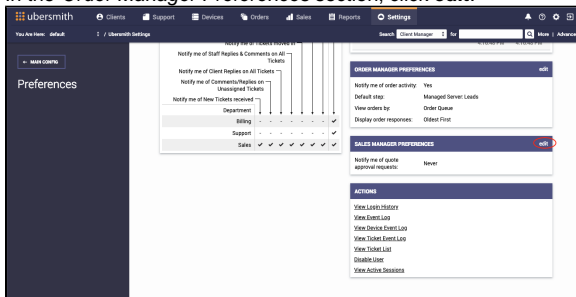 In the Order Manager Preferences section, click edit.
ubersmith Clients Support Devices Orders Sales Reports Settings
You Are Here: default / Ubersmith Settings Search Client Manager for More Advanced
← MAIN CONFIG
Preferences
Notify me of Tickets moved in
Notify me of Staff Replies & Comments on All Tickets
Notify me of Client Replies on All Tickets
Notify me of Comments/Replies on Unassigned Tickets
Notify me of New Tickets received
Department
Billing - - - - - - - ✓
Support - - - - - - - ✓
Sales ✓ ✓ ✓ ✓ ✓ ✓ ✓ ✓
ORDER MANAGER PREFERENCES edit
Notify me of order activity: Yes
Default step: Managed Server: Leads
View orders by: Order Queue
Display order responses: Oldest First
SALES MANAGER PREFERENCES edit
Notify me of quote approval requests: Never
ACTIONS
View Login History
View Event Log
View Device Event Log
View Ticket Event Log
View Ticket List
Disable User
View Active Sessions